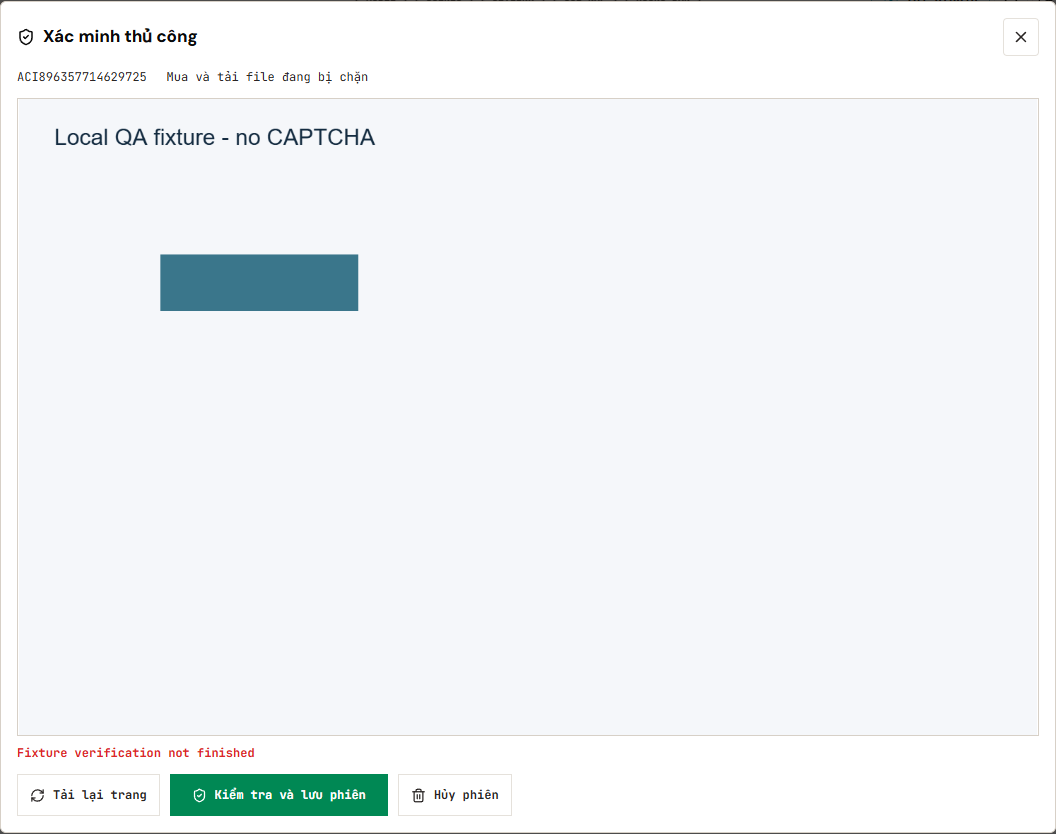 Xác minh thủ công
ACI896357714629725 Mua và tải file đang bị chặn
Local QA fixture - no CAPTCHA
Fixture verification not finished
Tải lại trang Kiểm tra và lưu phiên Hủy phiên